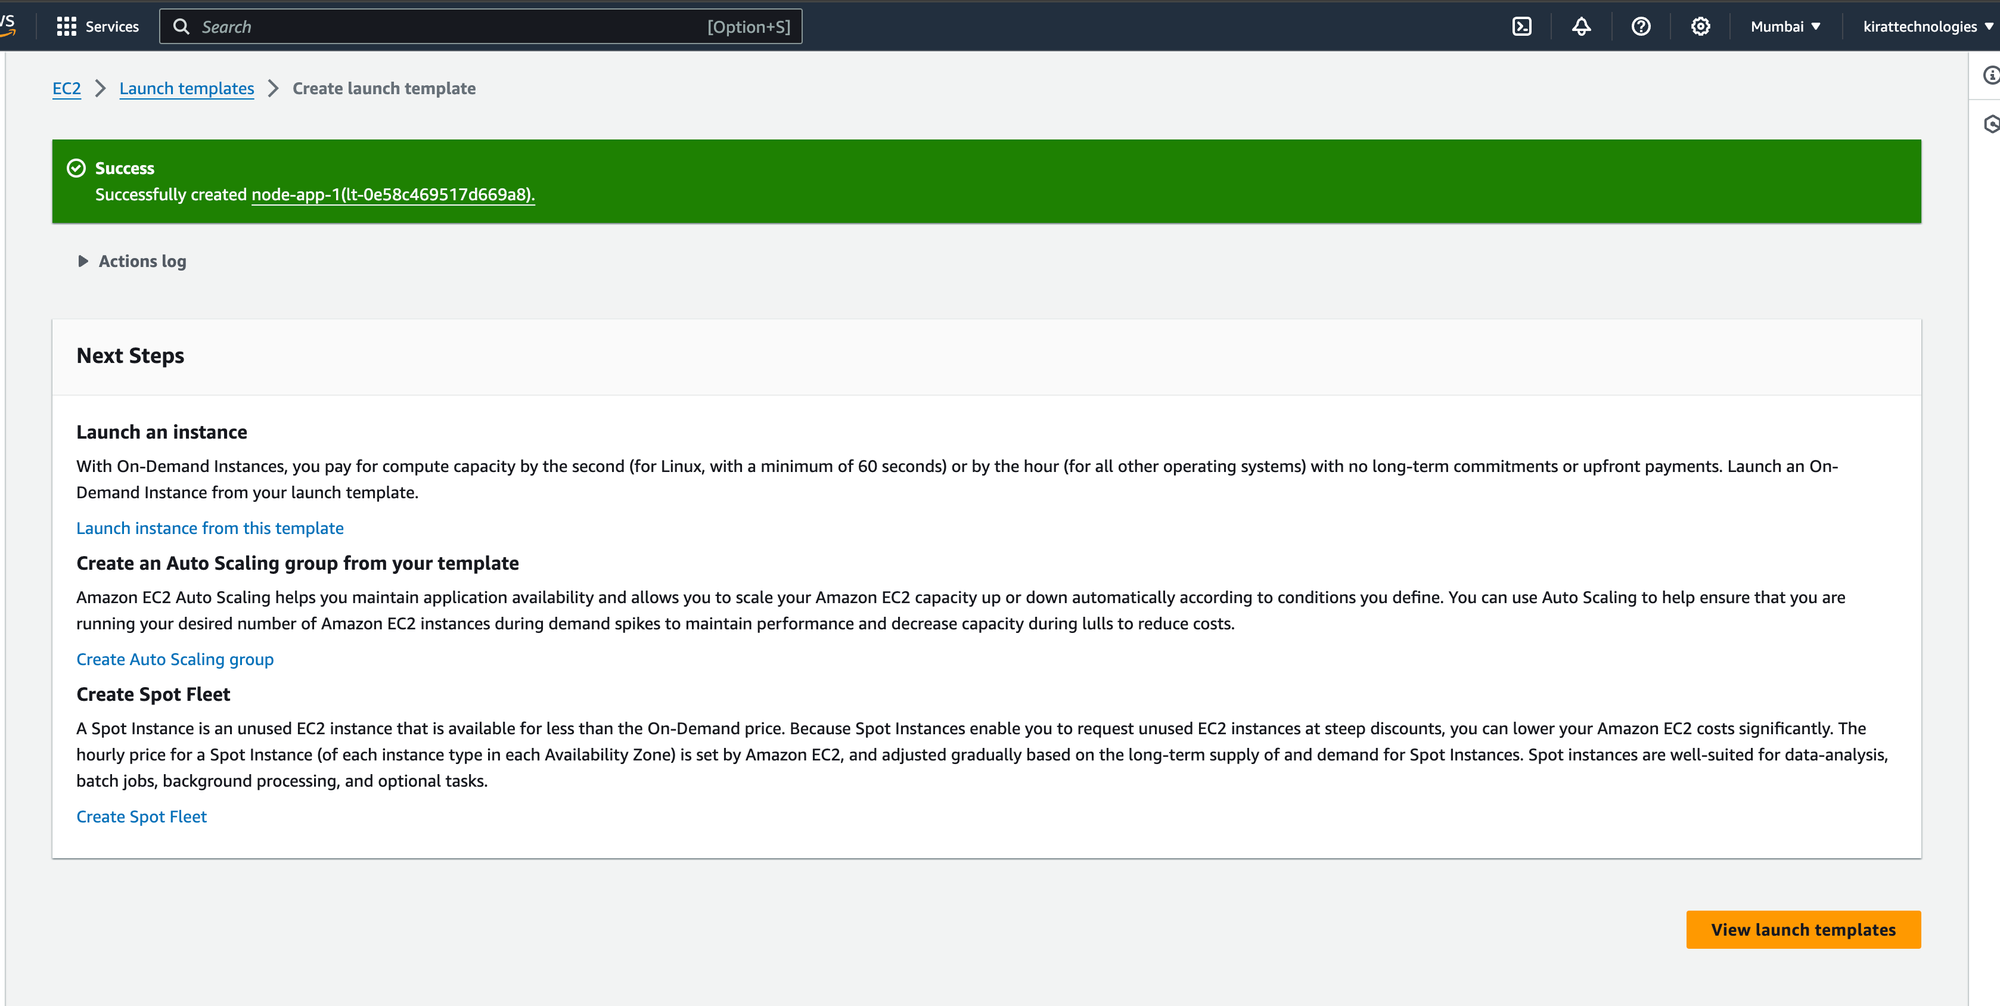 Services
Search
[Option+S]
Mumbai
kirattechnologies
EC2
Launch templates
Create launch template
Success
Successfully created node-app-1(lt-0e58c469517d669a8).
Actions log
Next Steps
Launch an instance
With On-Demand Instances, you pay for compute capacity by the second (for Linux, with a minimum of 60 seconds) or by the hour (for all other operating systems) with no long-term commitments or upfront payments. Launch an On-
Demand Instance from your launch template.
Launch instance from this template
Create an Auto Scaling group from your template
Amazon EC2 Auto Scaling helps you maintain application availability and allows you to scale your Amazon EC2 capacity up or down automatically according to conditions you define. You can use Auto Scaling to help ensure that you are
running your desired number of Amazon EC2 instances during demand spikes to maintain performance and decrease capacity during lulls to reduce costs.
Create Auto Scaling group
Create Spot Fleet
A Spot Instance is an unused EC2 instance that is available for less than the On-Demand price. Because Spot Instances enable you to request unused EC2 instances at steep discounts, you can lower your Amazon EC2 costs significantly. The
hourly price for a Spot Instance (of each instance type in each Availability Zone) is set by Amazon EC2, and adjusted gradually based on the long-term supply of and demand for Spot Instances. Spot instances are well-suited for data-analysis,
batch jobs, background processing, and optional tasks.
Create Spot Fleet
View launch templates